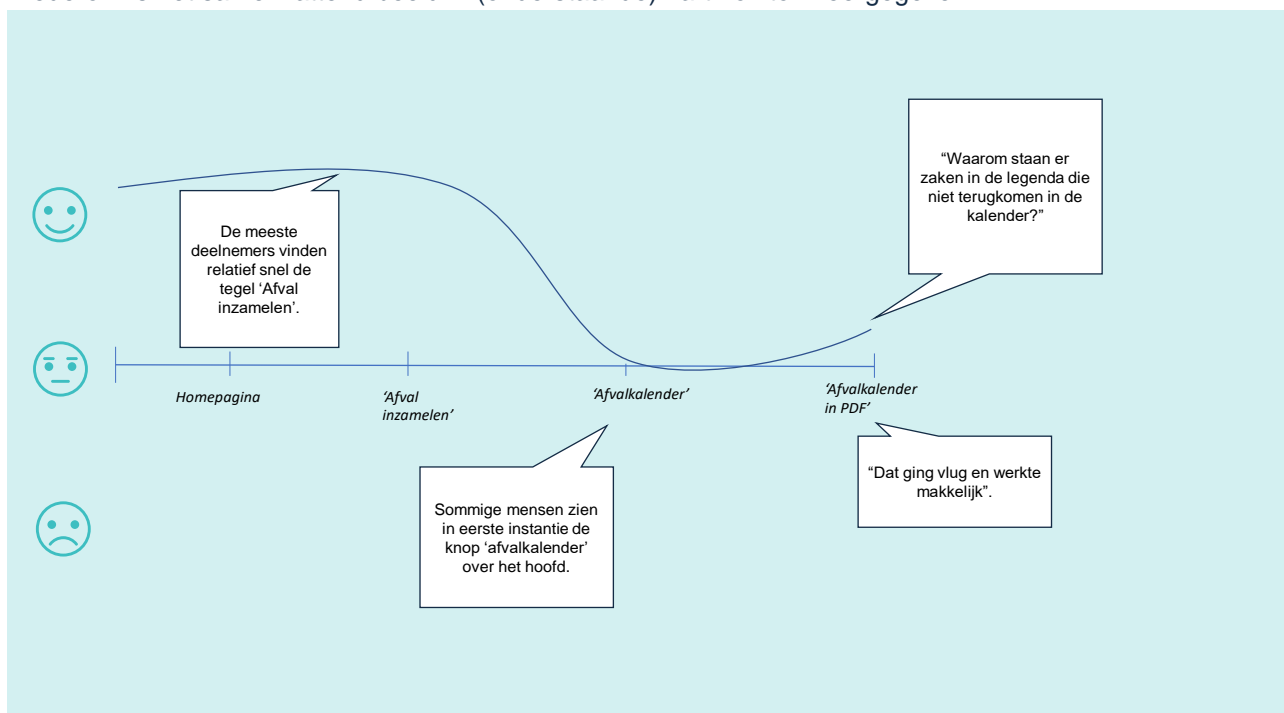 “Waarom staan er
zaken in de legenda die
niet terugkomen in de
kalender?”
De meeste
deelnemers vinden
relatief snel de
tegel ‘Afval
inzamelen’.
Homepagina
‘Afval
inzamelen’
‘Afvalkalender’
‘Afvalkalender
in PDF’
Sommige mensen zien
in eerste instantie de
knop ‘afvalkalender’
over het hoofd.
“Dat ging vlug en werkte
makkelijk”.